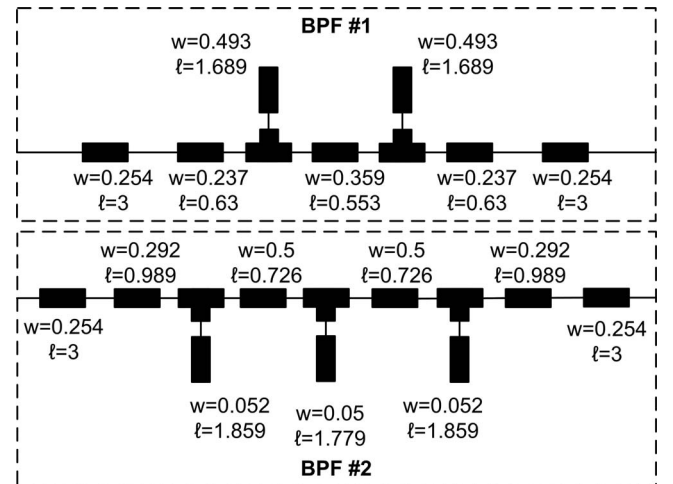 BPF #1
w=0.493
ℓ=1.689
w=0.493
ℓ=1.689
w=0.254
ℓ=3
w=0.237
ℓ=0.63
w=0.359
ℓ=0.553
w=0.237
ℓ=0.63
w=0.254
ℓ=3
w=0.292
ℓ=0.989
w=0.5
ℓ=0.726
w=0.5
ℓ=0.726
w=0.292
ℓ=0.989
w=0.254
ℓ=3
w=0.254
ℓ=3
w=0.052
ℓ=1.859
w=0.05
ℓ=1.779
w=0.052
ℓ=1.859
BPF #2